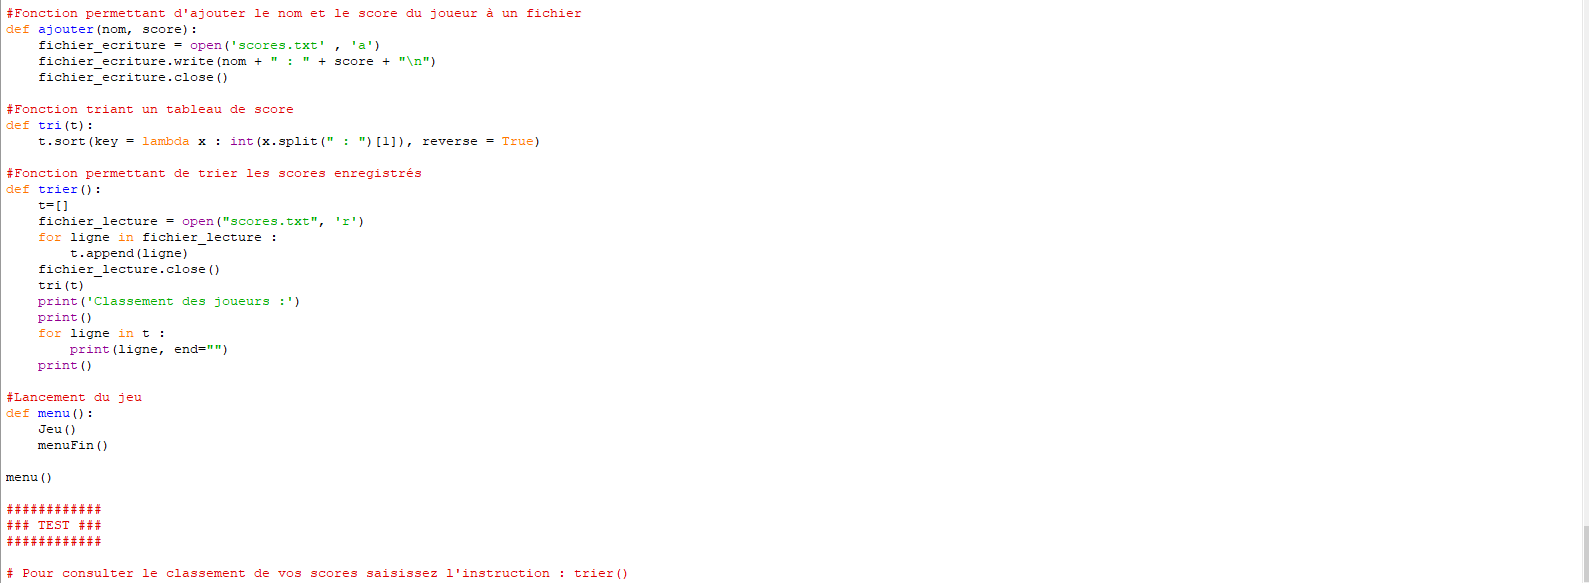 #Fonction permettant d'ajouter le nom et le score du joueur à un fichier
def ajouter(nom, score):
    fichier_ecriture = open('scores.txt' , 'a')
    fichier_ecriture.write(nom + " : " + score + "\n")
    fichier_ecriture.close()

#Fonction triant un tableau de score
def tri(t):
    t.sort(key = lambda x : int(x.split(" : ")[1]), reverse = True)

#Fonction permettant de trier les scores enregistrés
def trier():
    t=[]
    fichier_lecture = open("scores.txt", 'r')
    for ligne in fichier_lecture :
        t.append(ligne)
    fichier_lecture.close()
    tri(t)
    print('Classement des joueurs :')
    print()
    for ligne in t :
        print(ligne, end="")
    print()

#Lancement du jeu
def menu():
    Jeu()
    menuFin()

menu()

############
### TEST ###
############

# Pour consulter le classement de vos scores saisissez l'instruction : trier()